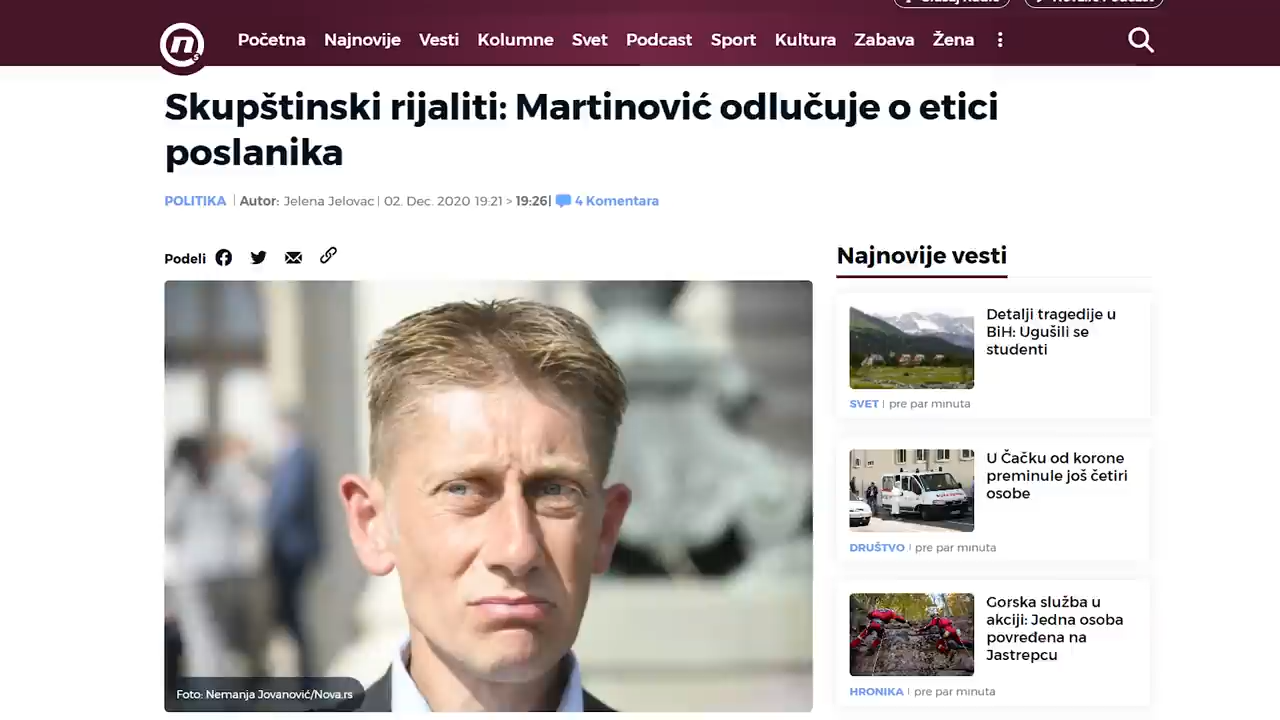 Slušaj Radio
Početna Najnovije Vesti Kolumne Svet Podcast Sport Kultura Zabava Žena
n
s
Skupštinski rijaliti: Martinović odlučuje o etici
poslanika
POLITIKA | Autor: Jelena Jelovac | 02. Dec. 2020 19:21 > 19:26| 4 Komentara
Podeli
Foto: Nemanja Jovanović/Nova.rs
Najnovije vesti
Detalji tragedije u
BiH: Ugušili se
studenti
SVET | pre par minuta
U Čačku od korone
preminule još četiri
osobe
DRUŠTVO | pre par minuta
Gorska služba u
akciji: Jedna osoba
povređena na
Jastrepcu
HRONIKA | pre par minuta